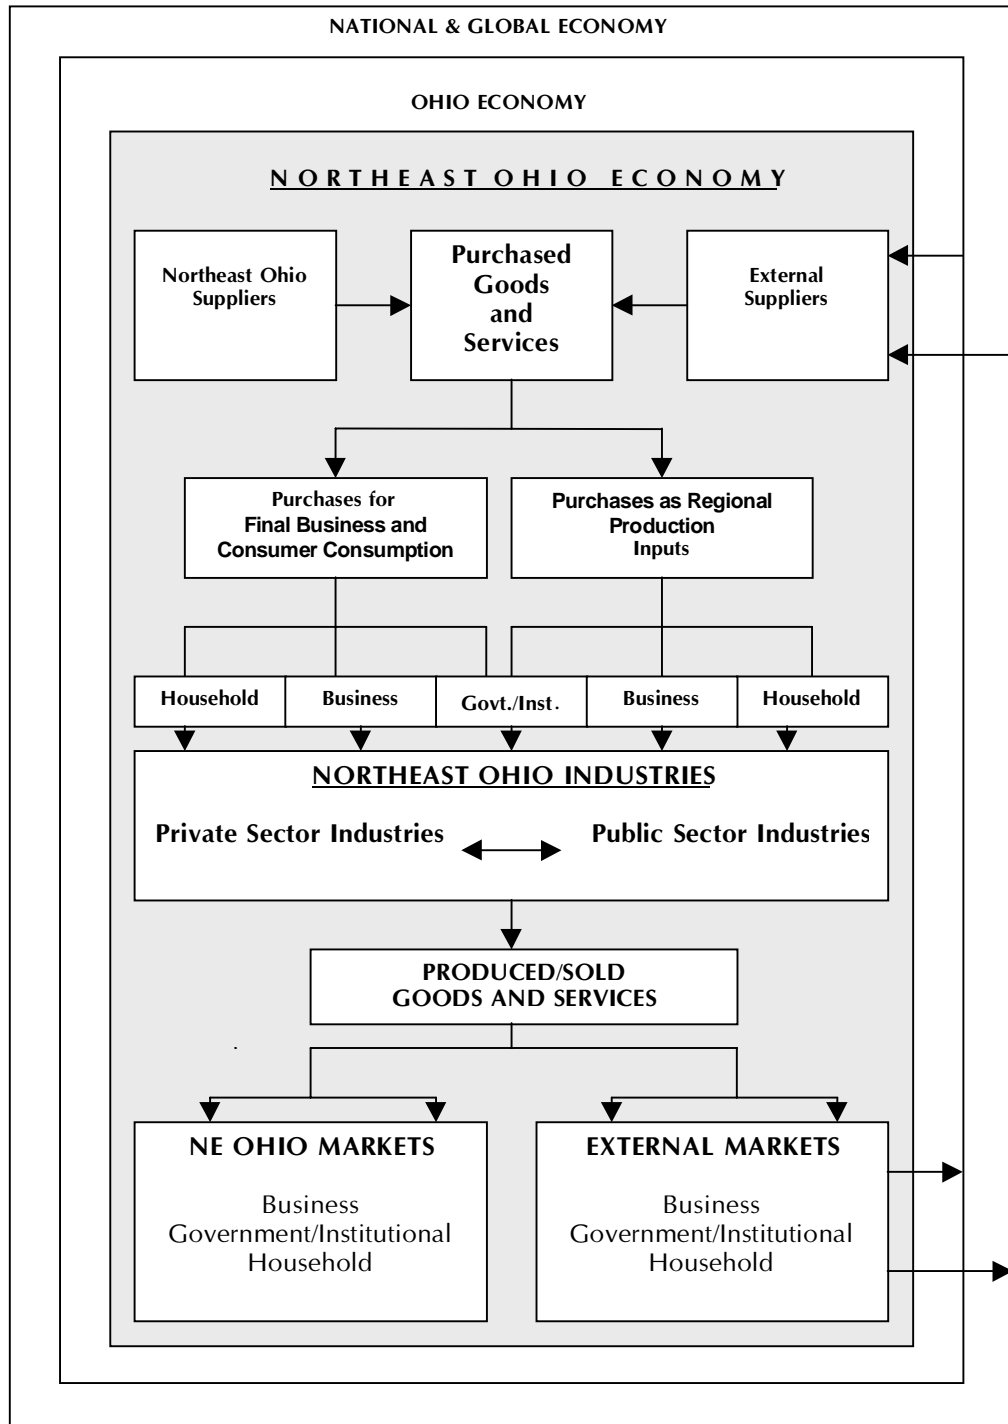 NATIONAL & GLOBAL ECONOMY
OHIO ECONOMY
NORTHEAST OHIO ECONOMY
Northeast Ohio
Suppliers
Purchased
Goods
and
Services
External
Suppliers
Purchases for
Final Business and
Consumer Consumption
Purchases as Regional
Production
Inputs
Household
Business
Govt./Inst.
Business
Household
NORTHEAST OHIO INDUSTRIES
Private Sector Industries
Public Sector Industries
PRODUCED/SOLD
GOODS AND SERVICES
NE OHIO MARKETS
Business
Government/Institutional
Household
EXTERNAL MARKETS
Business
Government/Institutional
Household